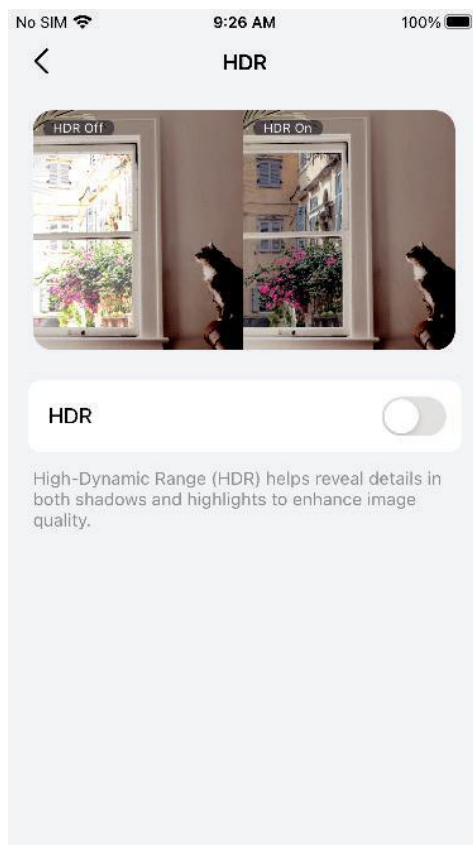 No SIM 9:26 AM 100%
HDR
HDR Off HDR On
HDR
High-Dynamic Range (HDR) helps reveal details in
both shadows and highlights to enhance image
quality.